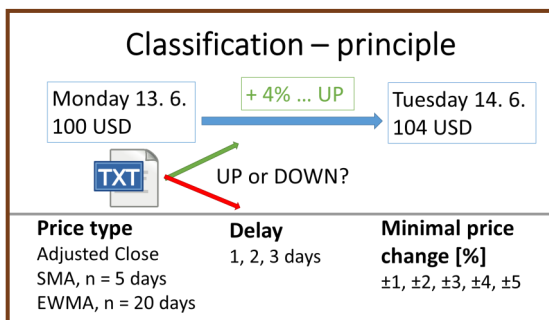 Classification – principle
+ 4% ... UP
Monday 13. 6.
100 USD
Tuesday 14. 6.
104 USD
TXT
UP or DOWN?
Price type
Adjusted Close
SMA, n = 5 days
EWMA, n = 20 days
Delay
1, 2, 3 days
Minimal price
change [%]
±1, ±2, ±3, ±4, ±5